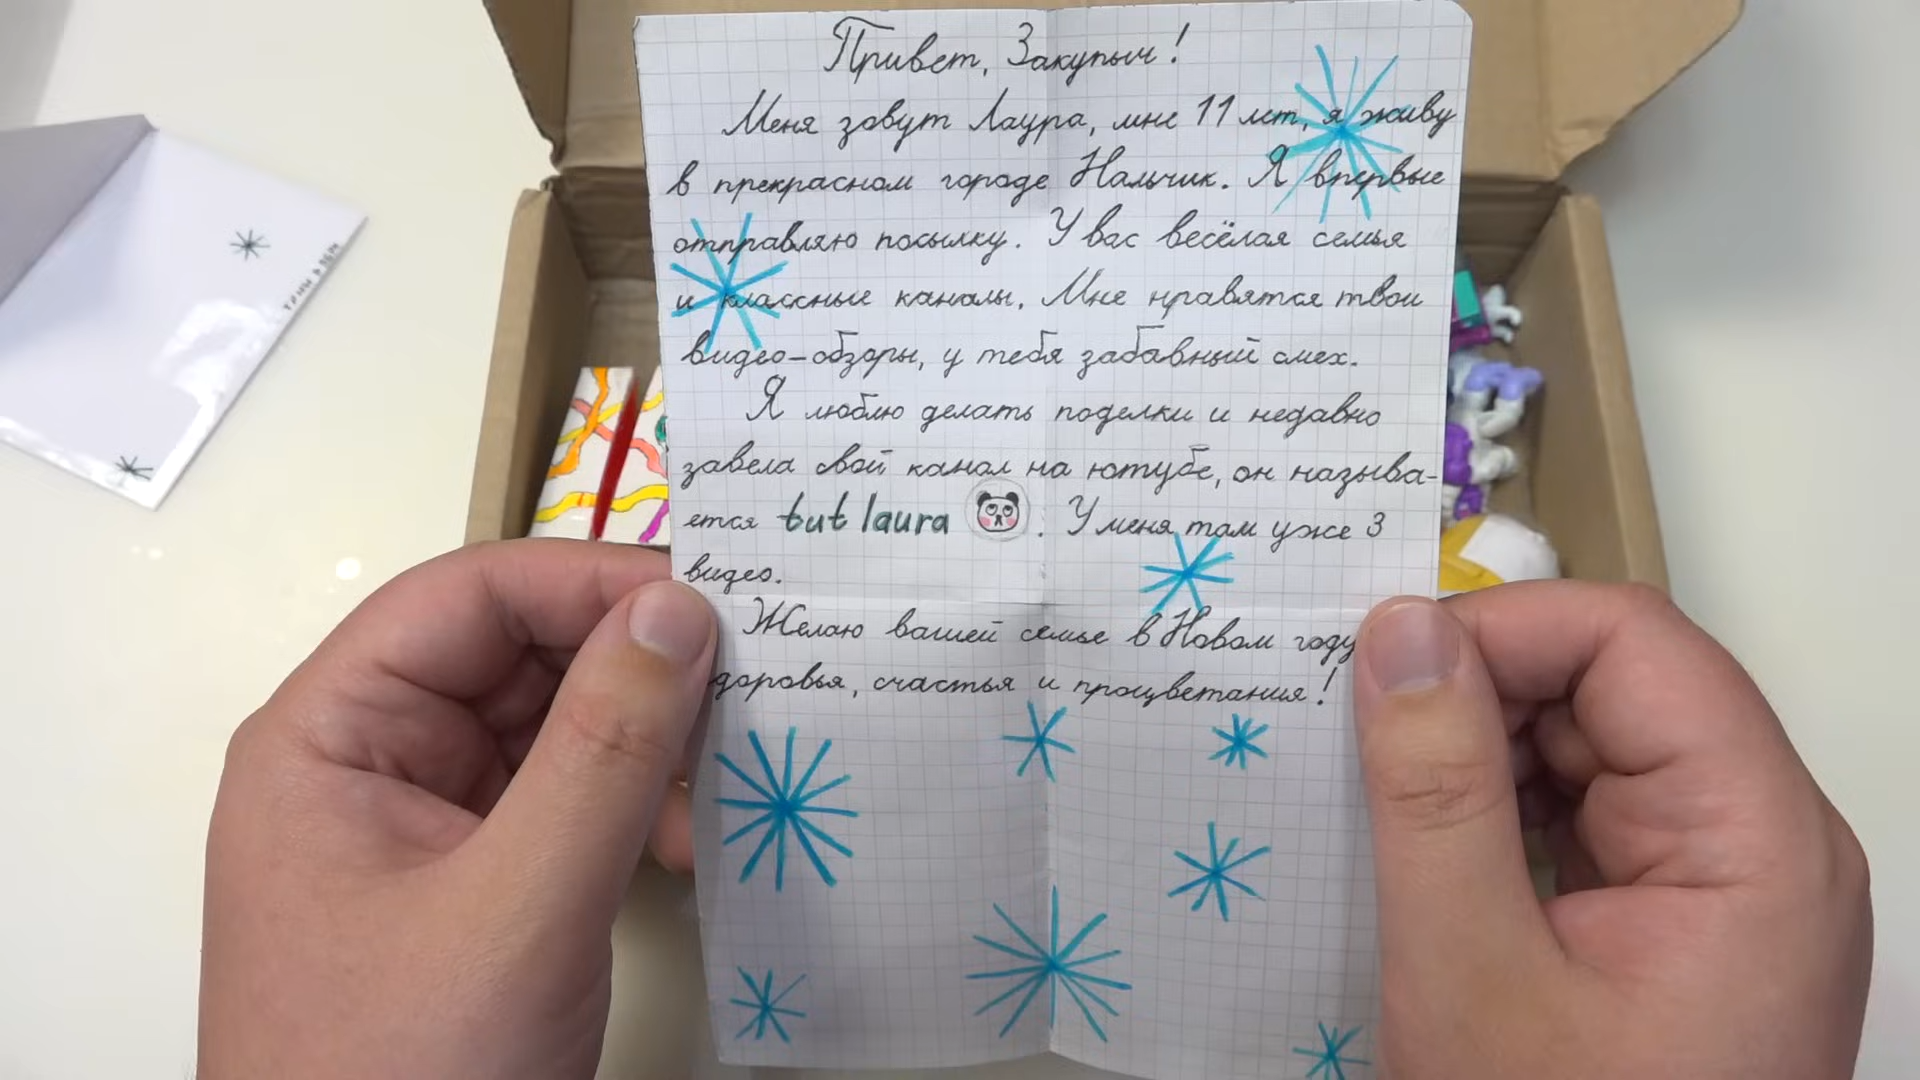 Привет, Закупыч!
Меня зовут Лаура, мне 11 лет, я живу
в прекрасном городе Нальчик. Я впервые
отправляю посылку. У вас весёлая семья
и классные каналы. Мне нравятся твои
видео-обзоры, у тебя забавный смех.
Я люблю делать поделки и недавно
завела свой канал на ютубе, он называ-
ется tut laura . У меня там уже 3
видео.
Желаю вашей семье в Новом году
доровья, счастья и процветания!